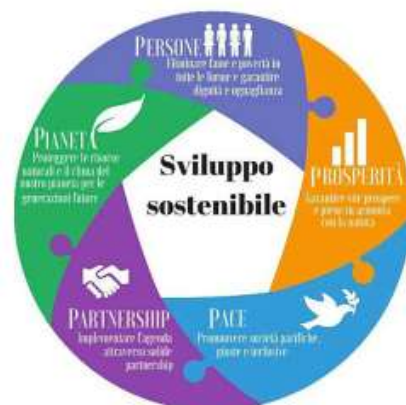 PERSONE
Eliminare fame e povertà in
tutte le forme e garantire
dignità e uguaglianza
PROSPERITÀ
Garantire vite prospere
e piene in armonia
con la natura
PACE
Promuovere società pacifiche,
giuste e inclusive
PARTNERSHIP
Implementare l'agenda
attraverso solide
partnership
PIANETA
Proteggere le risorse
naturali e il clima del
nostro pianeta per le
generazioni future
Sviluppo
sostenibile